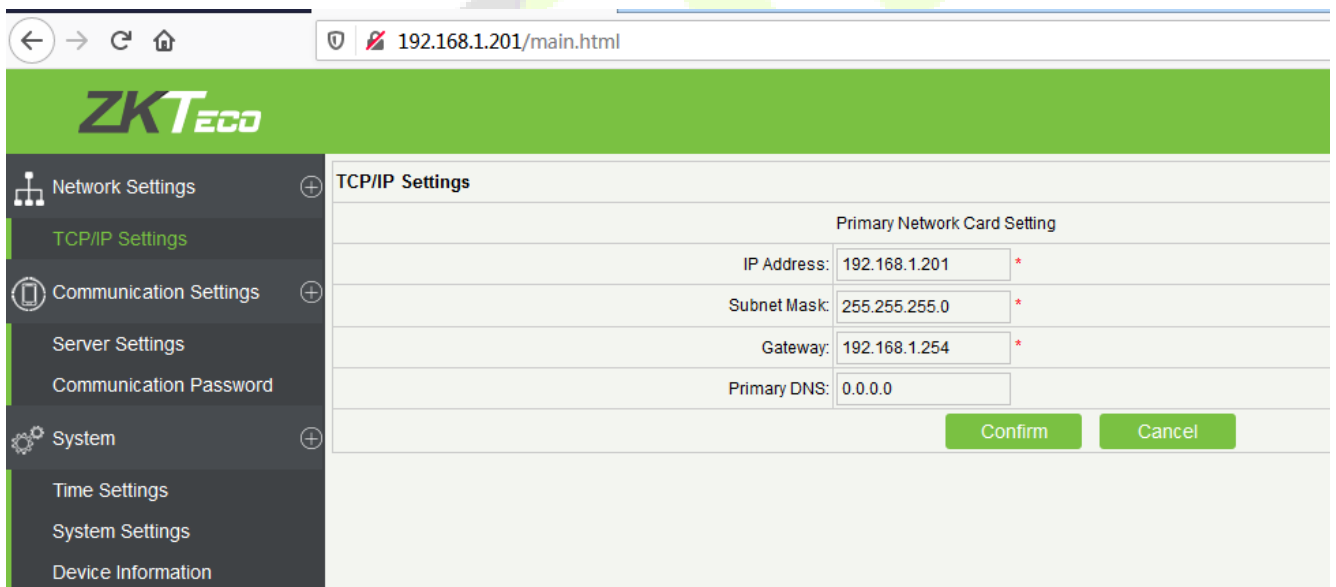 192.168.1.201/main.html
ZKTeco
Network Settings
TCP/IP Settings
Communication Settings
Server Settings
Communication Password
System
Time Settings
System Settings
Device Information
TCP/IP Settings
Primary Network Card Setting
IP Address: 192.168.1.201 *
Subnet Mask: 255.255.255.0 *
Gateway: 192.168.1.254 *
Primary DNS: 0.0.0.0
Confirm Cancel